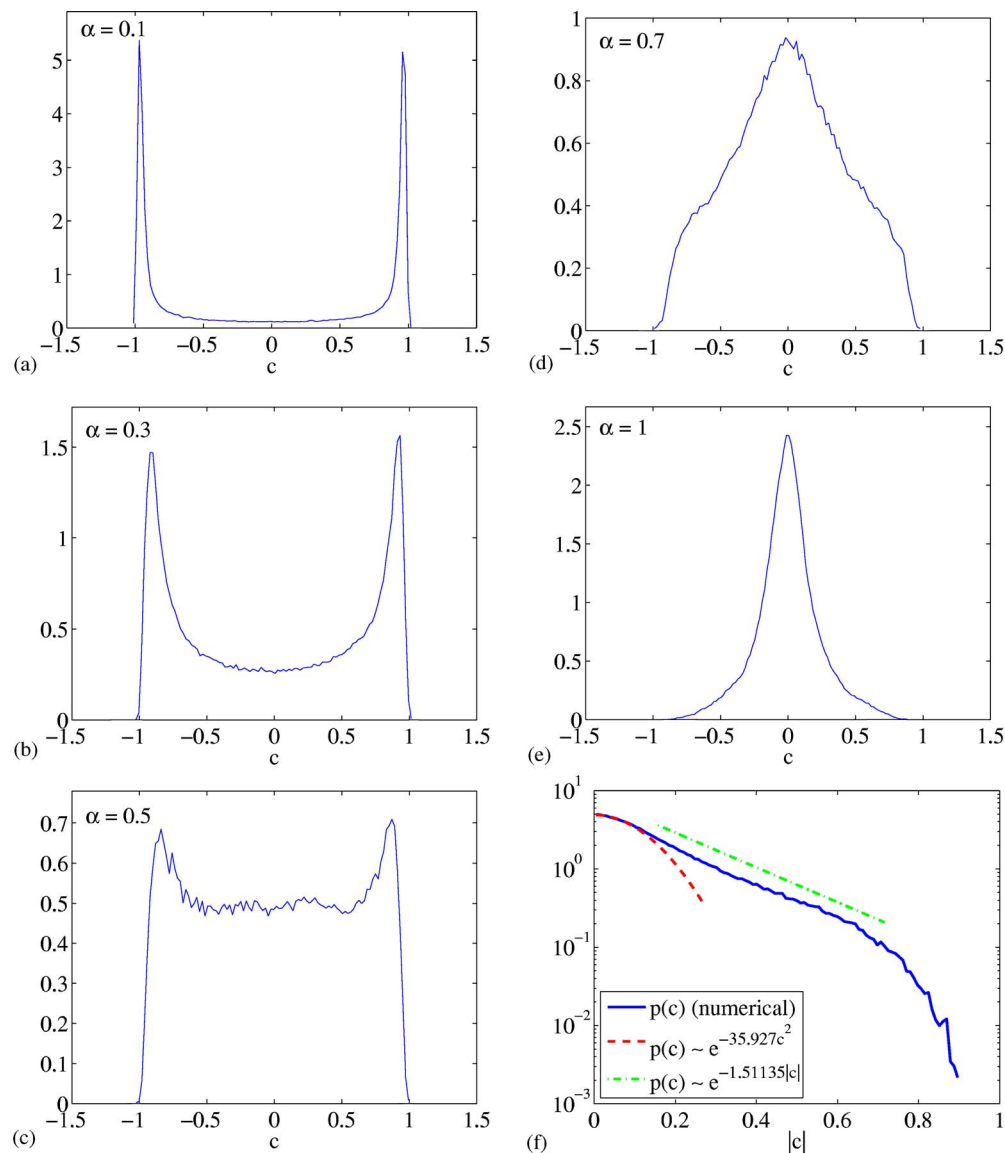 α = 0.1
5
4
3
2
1
0
−1.5 −1 −0.5 0 0.5 1 1.5
c
(a)
α = 0.7
1
0.8
0.6
0.4
0.2
0
−1.5 −1 −0.5 0 0.5 1 1.5
c
(d)
α = 0.3
1.5
1
0.5
0
−1.5 −1 −0.5 0 0.5 1 1.5
c
(b)
α = 1
2.5
2
1.5
1
0.5
0
−1.5 −1 −0.5 0 0.5 1 1.5
c
(e)
α = 0.5
0.7
0.6
0.5
0.4
0.3
0.2
0.1
0
−1.5 −1 −0.5 0 0.5 1 1.5
c
(c)
10^1
10^0
10^−1
10^−2
10^−3
p(c) (numerical)
p(c) ~ e^−35.927c^2
p(c) ~ e^−1.51135|c|
0 0.2 0.4 0.6 0.8 1
|c|
(f)